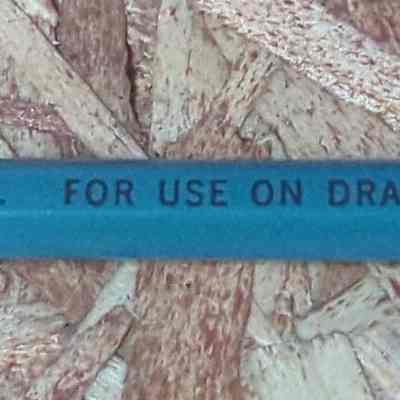 . FOR USE ON DRA